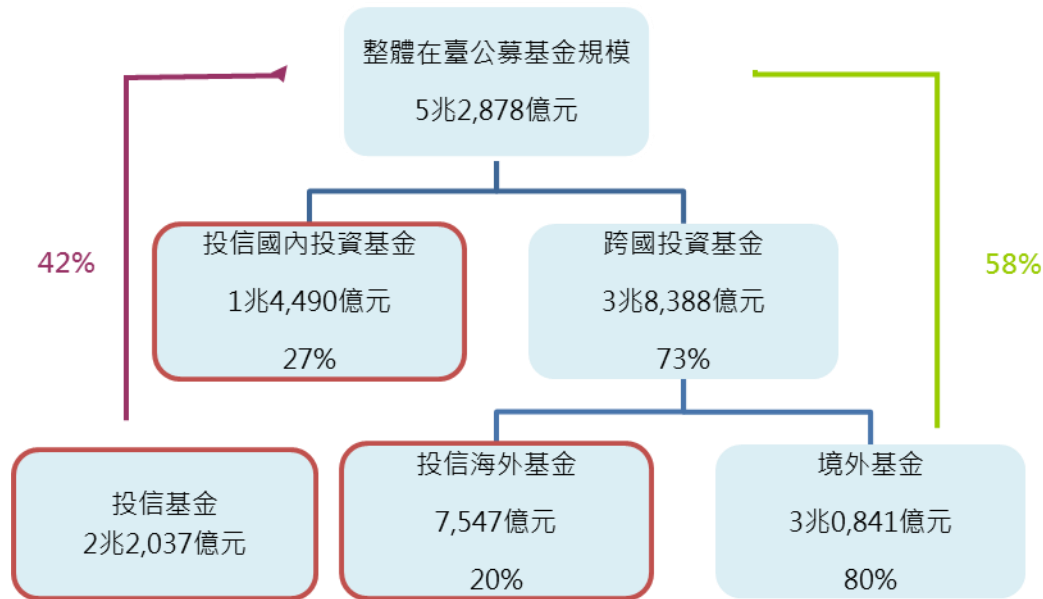 整體在臺公募基金規模
5兆2,878億元
42%
投信國內投資基金
1兆4,490億元
27%
跨國投資基金
3兆8,388億元
73%
58%
投信基金
2兆2,037億元
投信海外基金
7,547億元
20%
境外基金
3兆0,841億元
80%